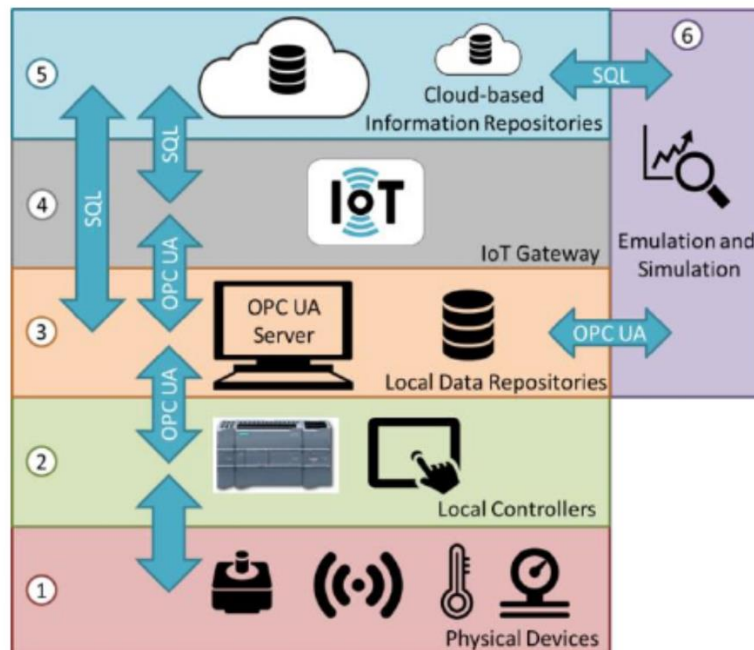 5
SQL
SQL
Cloud-based
Information Repositories
SQL
6
4
IoT
IoT Gateway
OPC UA
Emulation and
Simulation
3
OPC UA
Server
Local Data Repositories
OPC UA
OPC UA
2
Local Controllers
1
Physical Devices